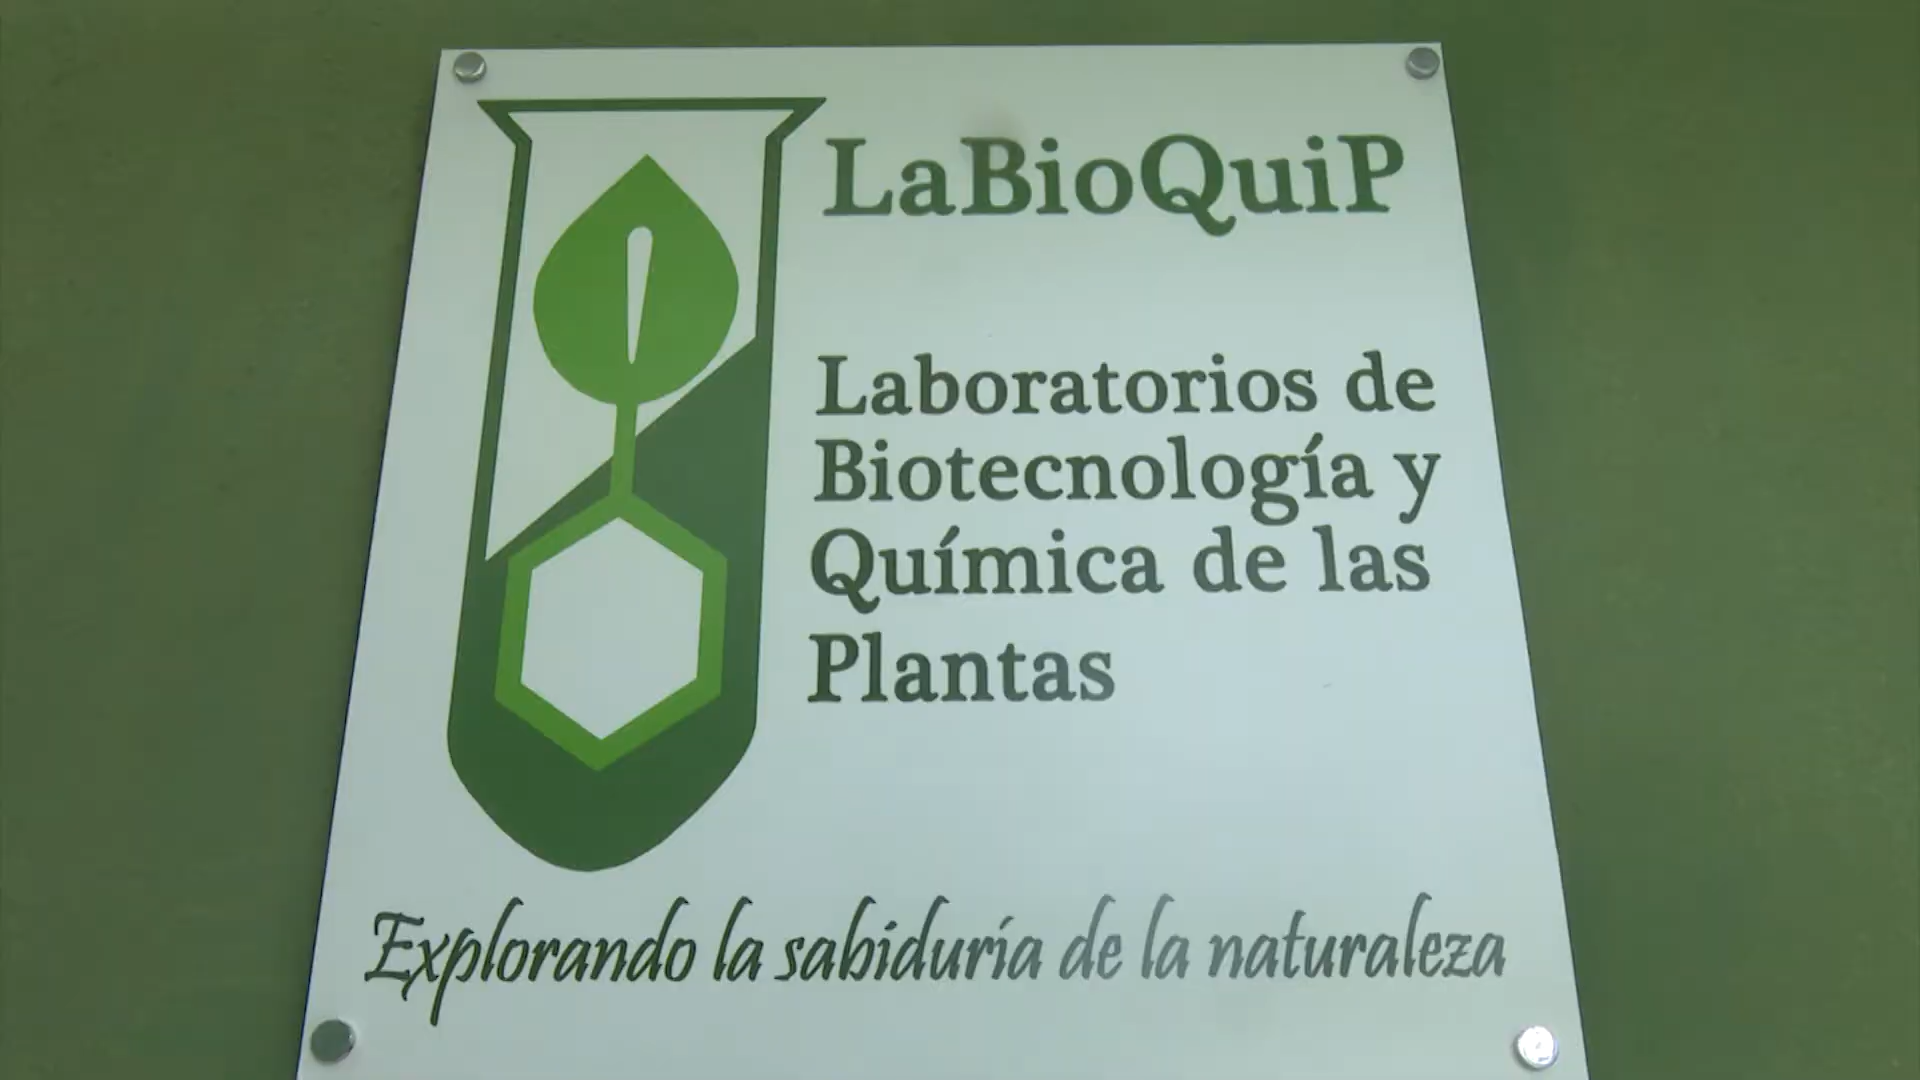 LaBioQuiP
Laboratorios de
Biotecnología y
Química de las
Plantas
Explorando la sabiduría de la naturaleza